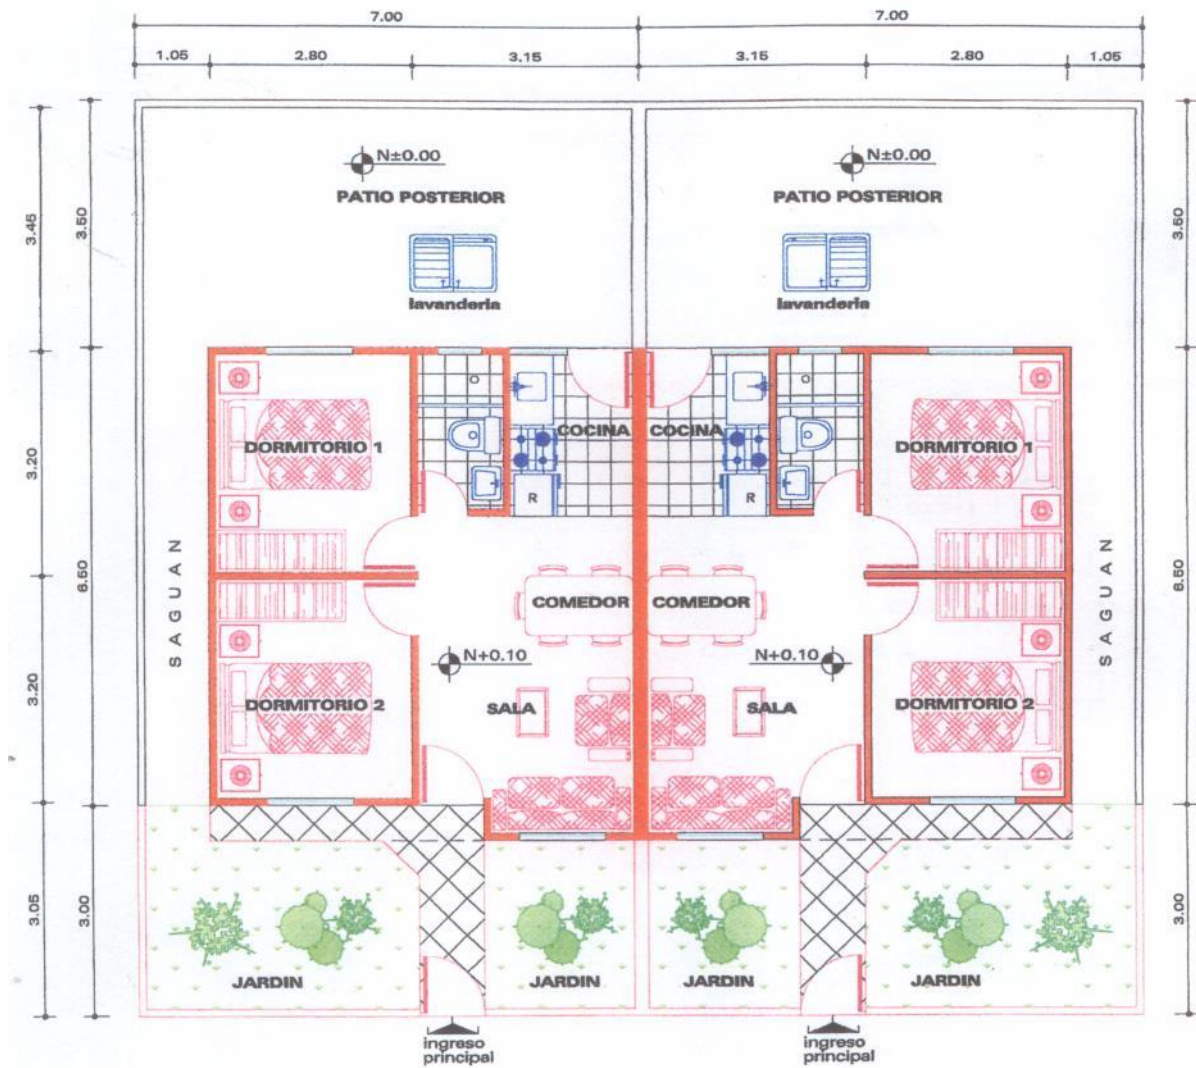 7.00 7.00
1.05 2.80 3.15 3.15 2.80 1.05
N±0.00 N±0.00
PATIO POSTERIOR PATIO POSTERIOR
3.45 3.50 3.50
lavanderia lavanderia
COCINA COCINA
DORMITORIO 1 DORMITORIO 1
3.20
R R
SAGUAN SAGUAN
6.50 6.50
COMEDOR COMEDOR
N+0.10 N+0.10
3.20
DORMITORIO 2 SALA SALA DORMITORIO 2
3.05 3.00 3.00
JARDIN JARDIN JARDIN JARDIN
ingreso ingreso
principal principal